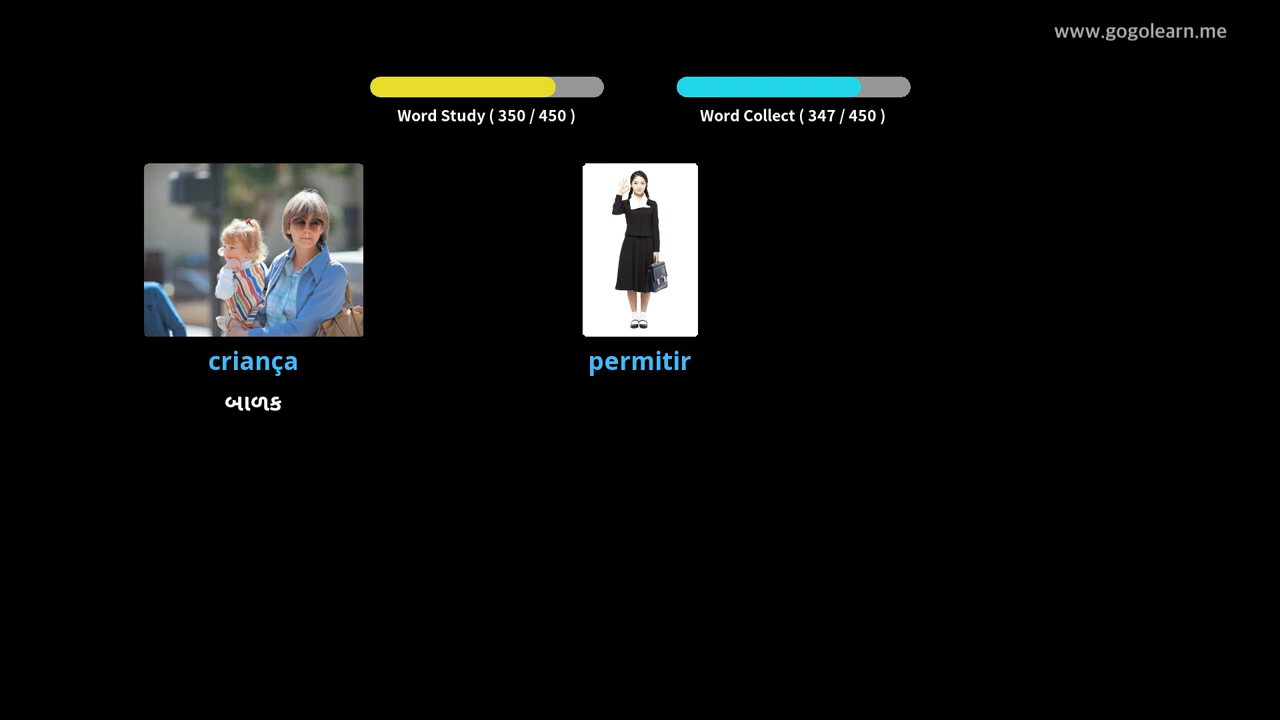 www.gogolearn.me
Word Study ( 350 / 450 )
Word Collect ( 347 / 450 )
criança
permitir
બાળક